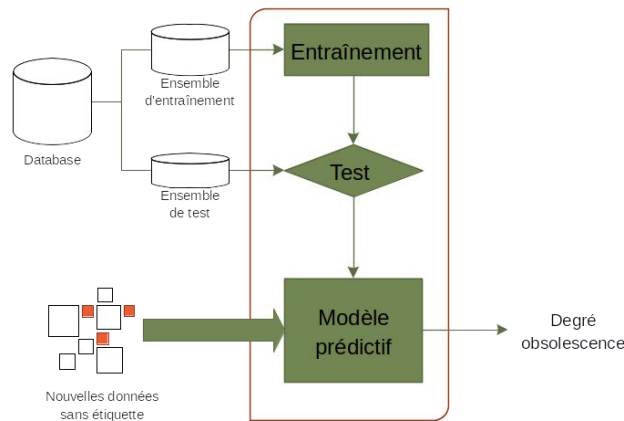 Entraînement
Ensemble
d'entraînement
Database
Test
Ensemble
de test
Modèle
prédictif
Degré
obsolescence
Nouvelles données
sans étiquette